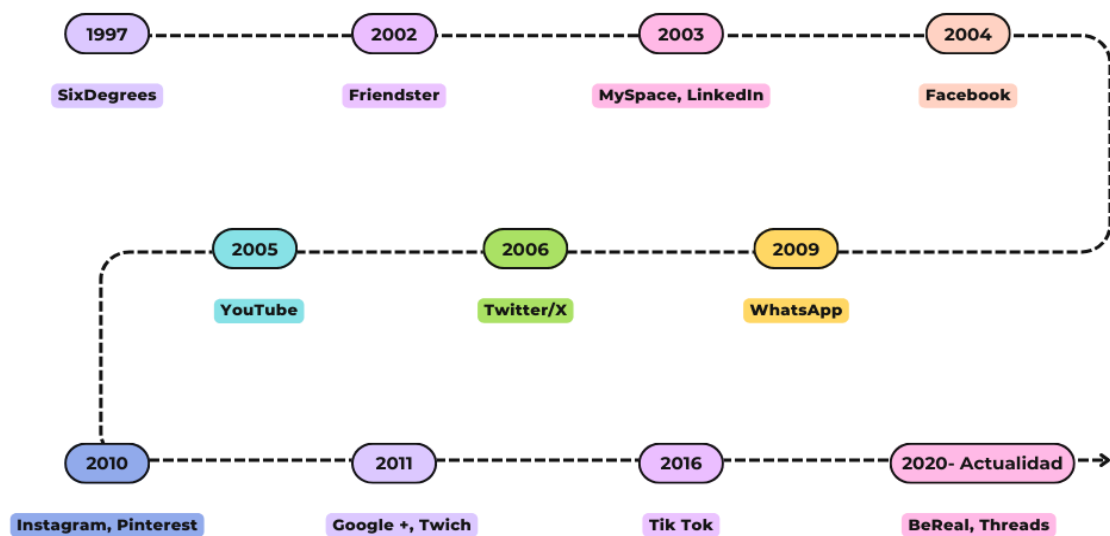 1997
2002
2003
2004
SixDegrees
Friendster
MySpace, LinkedIn
Facebook
2005
2006
2009
YouTube
Twitter/X
WhatsApp
2010
2011
2016
2020- Actualidad
Instagram, Pinterest
Google +, Twich
Tik Tok
BeReal, Threads